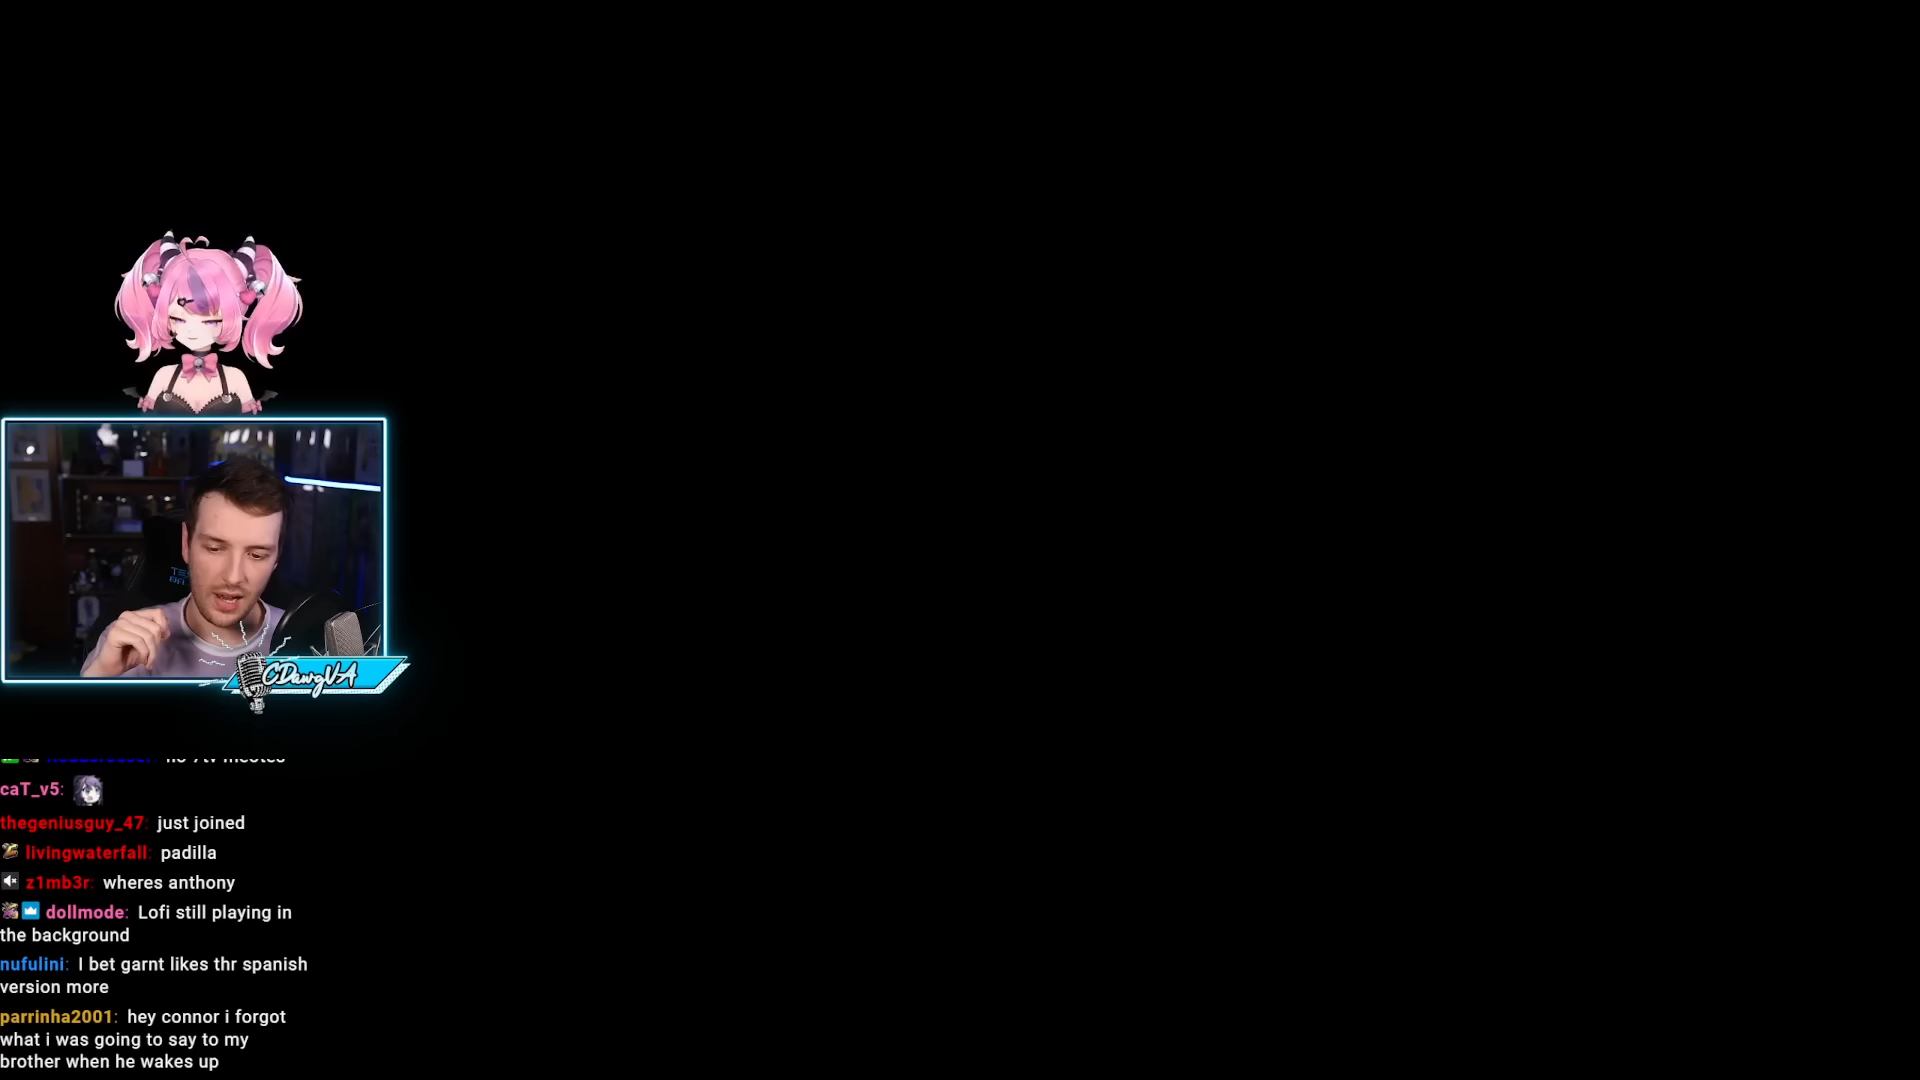 CDawgVA
caT_v5:
thegeniusguy_47: just joined
livingwaterfall: padilla
z1mb3r: wheres anthony
dollmode: Lofi still playing in
the background
nufulini: I bet garnt likes thr spanish
version more
parrinha2001: hey connor i forgot
what i was going to say to my
brother when he wakes up